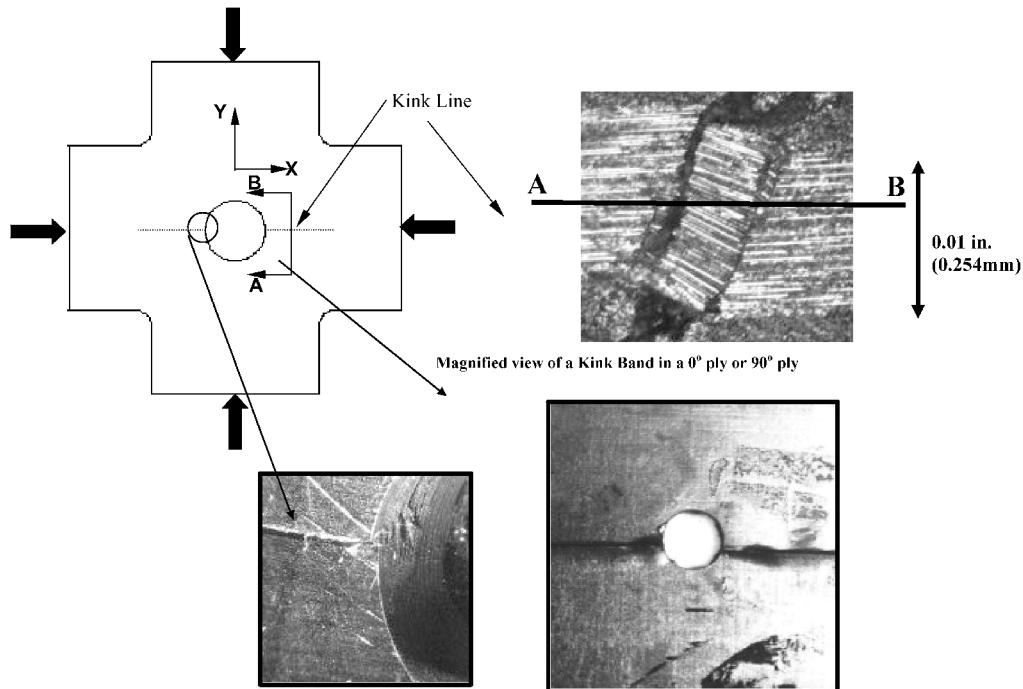 Kink Line
Y
X
B
A
A
B
0.01 in.
(0.254mm)
Magnified view of a Kink Band in a 0° ply or 90° ply